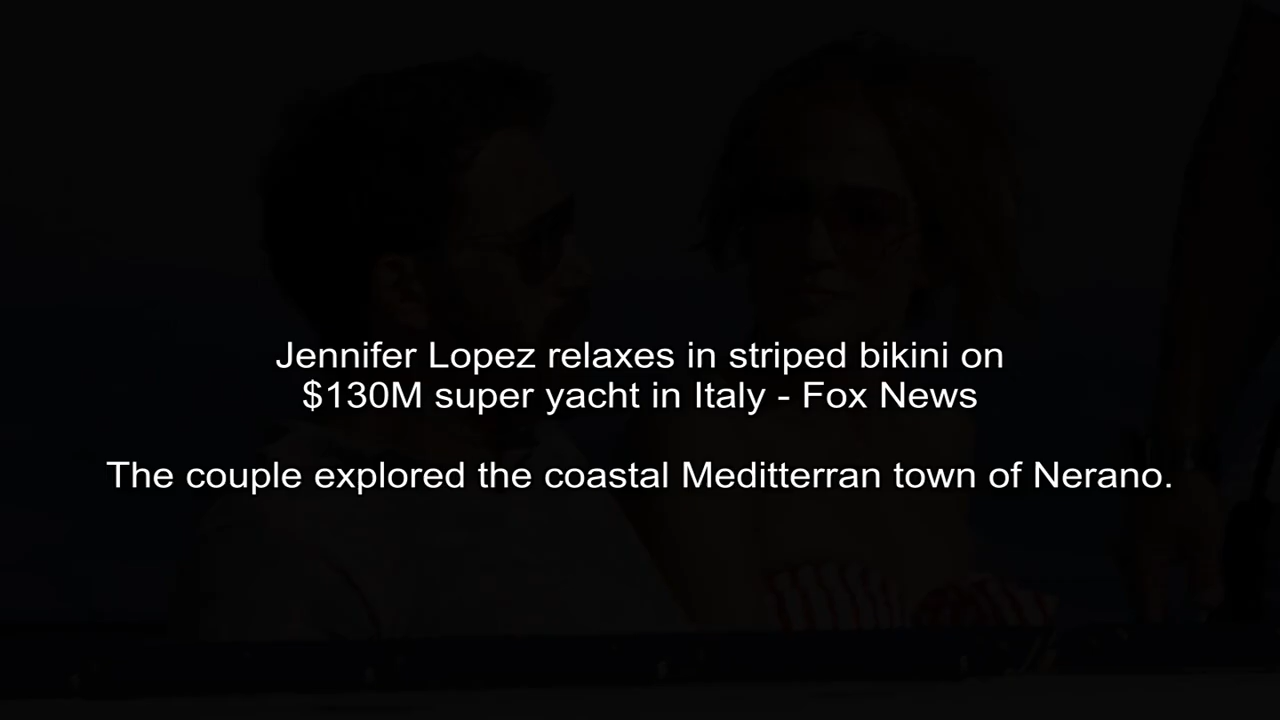 Jennifer Lopez relaxes in striped bikini on
$130M super yacht in Italy - Fox News
The couple explored the coastal Meditterran town of Nerano.